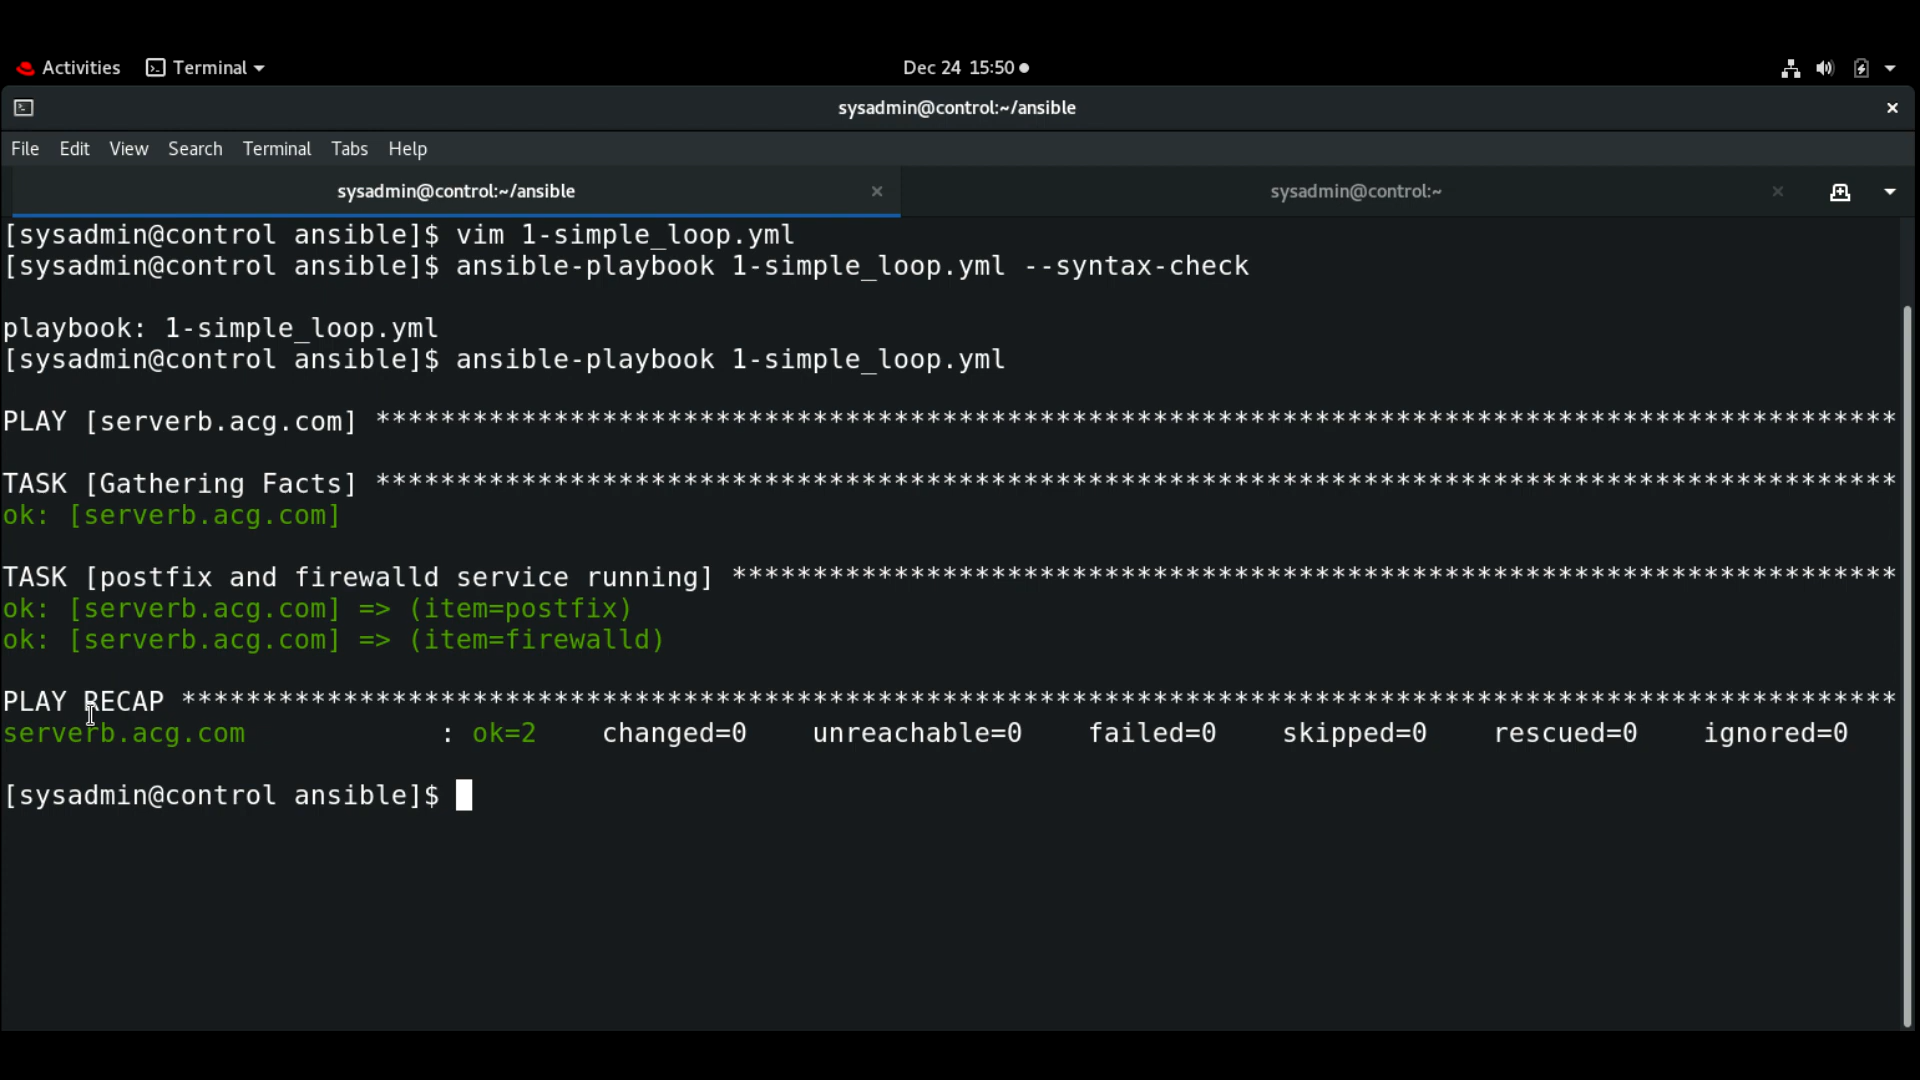 Activities Terminal Dec 24 15:50
sysadmin@control:~/ansible
File Edit View Search Terminal Tabs Help
sysadmin@control:~/ansible sysadmin@control:~
[sysadmin@control ansible]$ vim 1-simple_loop.yml
[sysadmin@control ansible]$ ansible-playbook 1-simple_loop.yml --syntax-check
playbook: 1-simple_loop.yml
[sysadmin@control ansible]$ ansible-playbook 1-simple_loop.yml
PLAY [serverb.acg.com] **********************************************************************************************
TASK [Gathering Facts] **********************************************************************************************
ok: [serverb.acg.com]
TASK [postfix and firewalld service running] ************************************************************************
ok: [serverb.acg.com] => (item=postfix)
ok: [serverb.acg.com] => (item=firewalld)
PLAY RECAP **********************************************************************************************************
serverb.acg.com : ok=2 changed=0 unreachable=0 failed=0 skipped=0 rescued=0 ignored=0
[sysadmin@control ansible]$